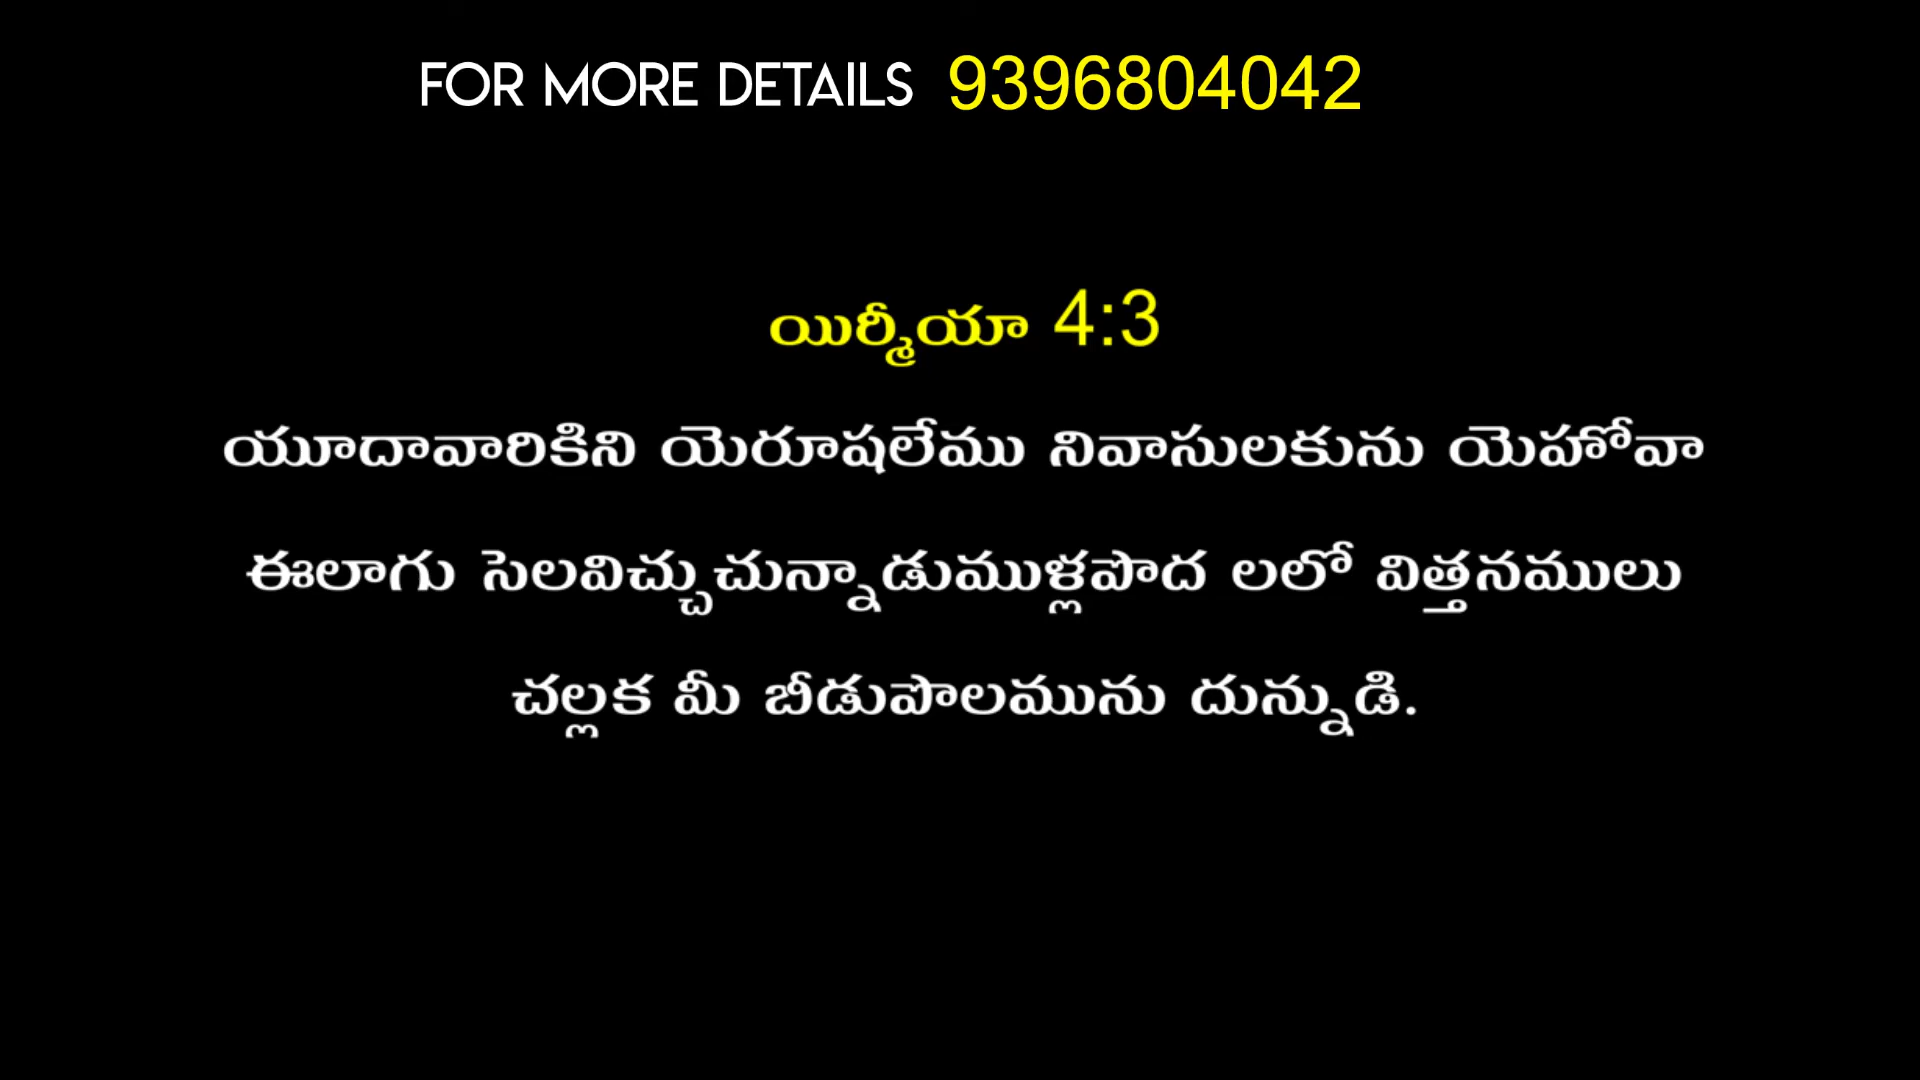 FOR MORE DETAILS 9396804042
యిర్మీయా 4:3
యూదావారికిని యెరూషలేము నివాసులకును యెహోవా
ఈలాగు సెలవిచ్చుచున్నాడుముళ్లపొద లలో విత్తనములు
చల్లక మీ బీడుపొలమును దున్నుడి.